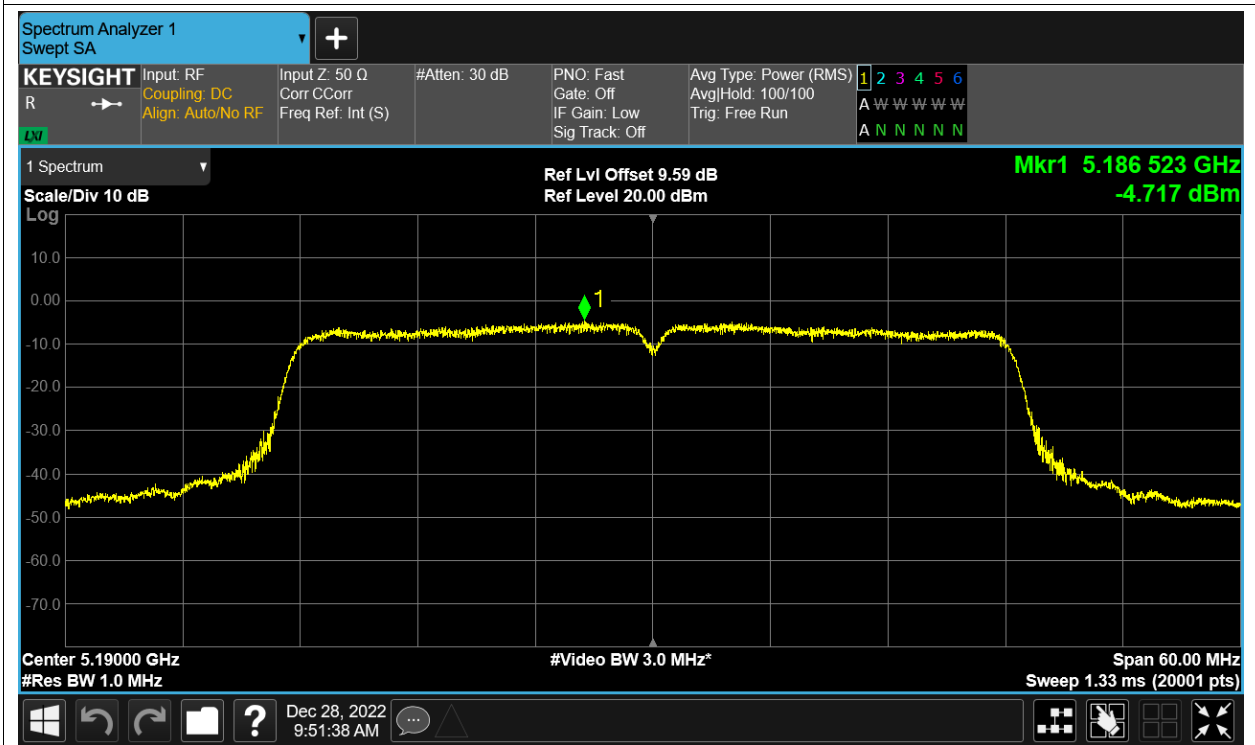 Spectrum Analyzer 1
Swept SA
KEYSIGHT
R
LXI
Input: RF
Coupling: DC
Align: Auto/No RF
Input Z: 50 Ω
Corr CCorr
Freq Ref: Int (S)
#Atten: 30 dB
PNO: Fast
Gate: Off
IF Gain: Low
Sig Track: Off
Avg Type: Power (RMS)
Avg|Hold: 100/100
Trig: Free Run
1 2 3 4 5 6
A W W W W W
A N N N N N
1 Spectrum
Scale/Div 10 dB
Log
Ref Lvl Offset 9.59 dB
Ref Level 20.00 dBm
Mkr1 5.186 523 GHz
-4.717 dBm
10.0
0.00
-10.0
-20.0
-30.0
-40.0
-50.0
-60.0
-70.0
1
Center 5.19000 GHz
#Res BW 1.0 MHz
#Video BW 3.0 MHz*
Span 60.00 MHz
Sweep 1.33 ms (20001 pts)
?
Dec 28, 2022
9:51:38 AM